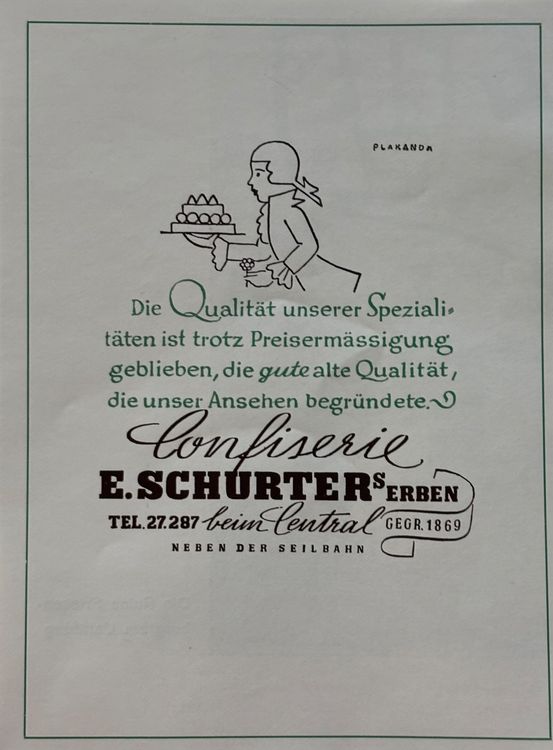 PLAKANDA
Die Qualität unserer Speziali-
täten ist trotz Preisermässigung
geblieben, die gute alte Qualität,
die unser Ansehen begründete.
Confiserie
E. SCHURTERS ERBEN
TEL. 27.287 beim Central GEGR. 1869
NEBEN DER SEILBAHN